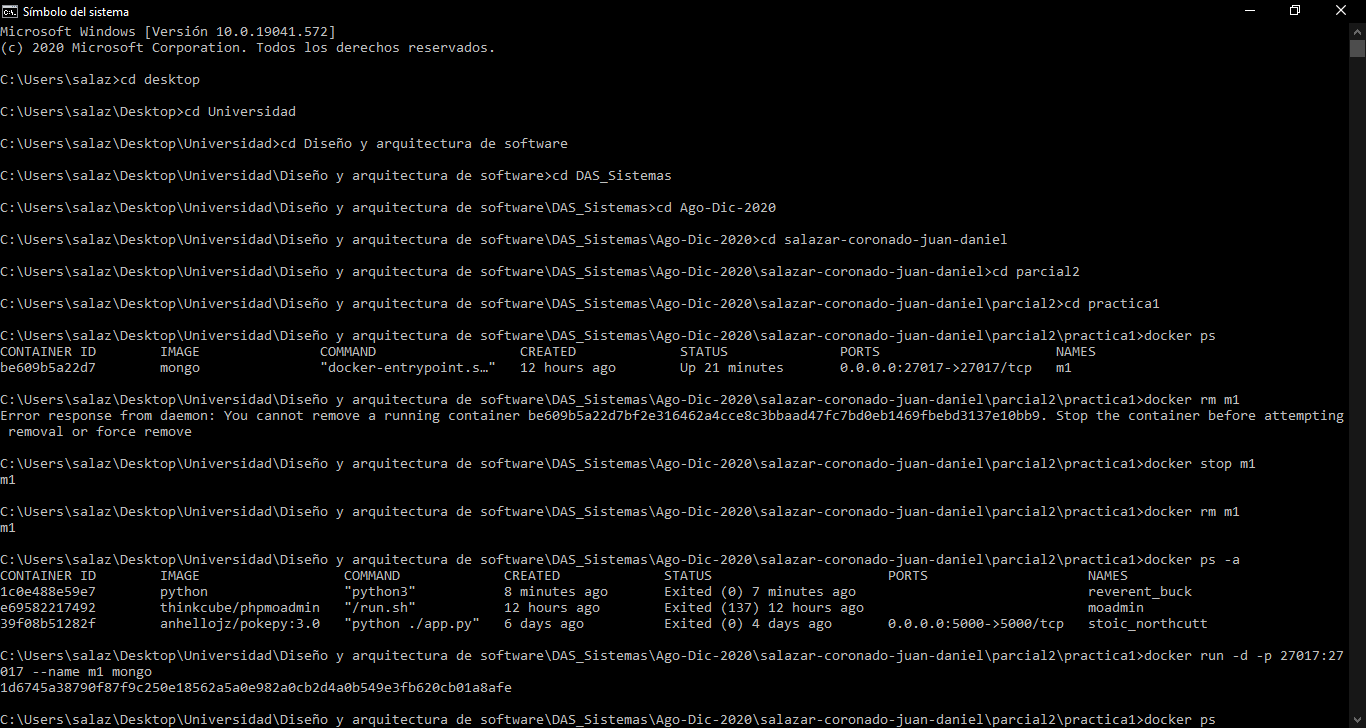 Símbolo del sistema
Microsoft Windows [Versión 10.0.19041.572]
(c) 2020 Microsoft Corporation. Todos los derechos reservados.
C:\Users\salaz>cd desktop
C:\Users\salaz\Desktop>cd Universidad
C:\Users\salaz\Desktop\Universidad>cd Diseño y arquitectura de software
C:\Users\salaz\Desktop\Universidad\Diseño y arquitectura de software>cd DAS_Sistemas
C:\Users\salaz\Desktop\Universidad\Diseño y arquitectura de software\DAS_Sistemas>cd Ago-Dic-2020
C:\Users\salaz\Desktop\Universidad\Diseño y arquitectura de software\DAS_Sistemas\Ago-Dic-2020>cd salazar-coronado-juan-daniel
C:\Users\salaz\Desktop\Universidad\Diseño y arquitectura de software\DAS_Sistemas\Ago-Dic-2020\salazar-coronado-juan-daniel>cd parcial2
C:\Users\salaz\Desktop\Universidad\Diseño y arquitectura de software\DAS_Sistemas\Ago-Dic-2020\salazar-coronado-juan-daniel\parcial2>cd practica1
C:\Users\salaz\Desktop\Universidad\Diseño y arquitectura de software\DAS_Sistemas\Ago-Dic-2020\salazar-coronado-juan-daniel\parcial2\practica1>docker ps
CONTAINER ID        IMAGE               COMMAND                  CREATED             STATUS              PORTS                      NAMES
be609b5a22d7        mongo               "docker-entrypoint.s…"   12 hours ago        Up 21 minutes       0.0.0.0:27017->27017/tcp   m1
C:\Users\salaz\Desktop\Universidad\Diseño y arquitectura de software\DAS_Sistemas\Ago-Dic-2020\salazar-coronado-juan-daniel\parcial2\practica1>docker rm m1
Error response from daemon: You cannot remove a running container be609b5a22d7bf2e316462a4cce8c3bbaad47fc7bd0eb1469fbebd3137e10bb9. Stop the container before attempting
removal or force remove
C:\Users\salaz\Desktop\Universidad\Diseño y arquitectura de software\DAS_Sistemas\Ago-Dic-2020\salazar-coronado-juan-daniel\parcial2\practica1>docker stop m1
m1
C:\Users\salaz\Desktop\Universidad\Diseño y arquitectura de software\DAS_Sistemas\Ago-Dic-2020\salazar-coronado-juan-daniel\parcial2\practica1>docker rm m1
m1
C:\Users\salaz\Desktop\Universidad\Diseño y arquitectura de software\DAS_Sistemas\Ago-Dic-2020\salazar-coronado-juan-daniel\parcial2\practica1>docker ps -a
CONTAINER ID        IMAGE                  COMMAND             CREATED             STATUS                      PORTS                    NAMES
1c0e488e59e7        python                 "python3"           8 minutes ago       Exited (0) 7 minutes ago                             reverent_buck
e69582217492        thinkcube/phpmoadmin   "/run.sh"           12 hours ago        Exited (137) 12 hours ago                            moadmin
39f08b51282f        anhellojz/pokepy:3.0   "python ./app.py"   6 days ago          Exited (0) 4 days ago       0.0.0.0:5000->5000/tcp   stoic_northcutt
C:\Users\salaz\Desktop\Universidad\Diseño y arquitectura de software\DAS_Sistemas\Ago-Dic-2020\salazar-coronado-juan-daniel\parcial2\practica1>docker run -d -p 27017:27
017 --name m1 mongo
1d6745a38790f87f9c250e18562a5a0e982a0cb2d4a0b549e3fb620cb01a8afe
C:\Users\salaz\Desktop\Universidad\Diseño y arquitectura de software\DAS_Sistemas\Ago-Dic-2020\salazar-coronado-juan-daniel\parcial2\practica1>docker ps